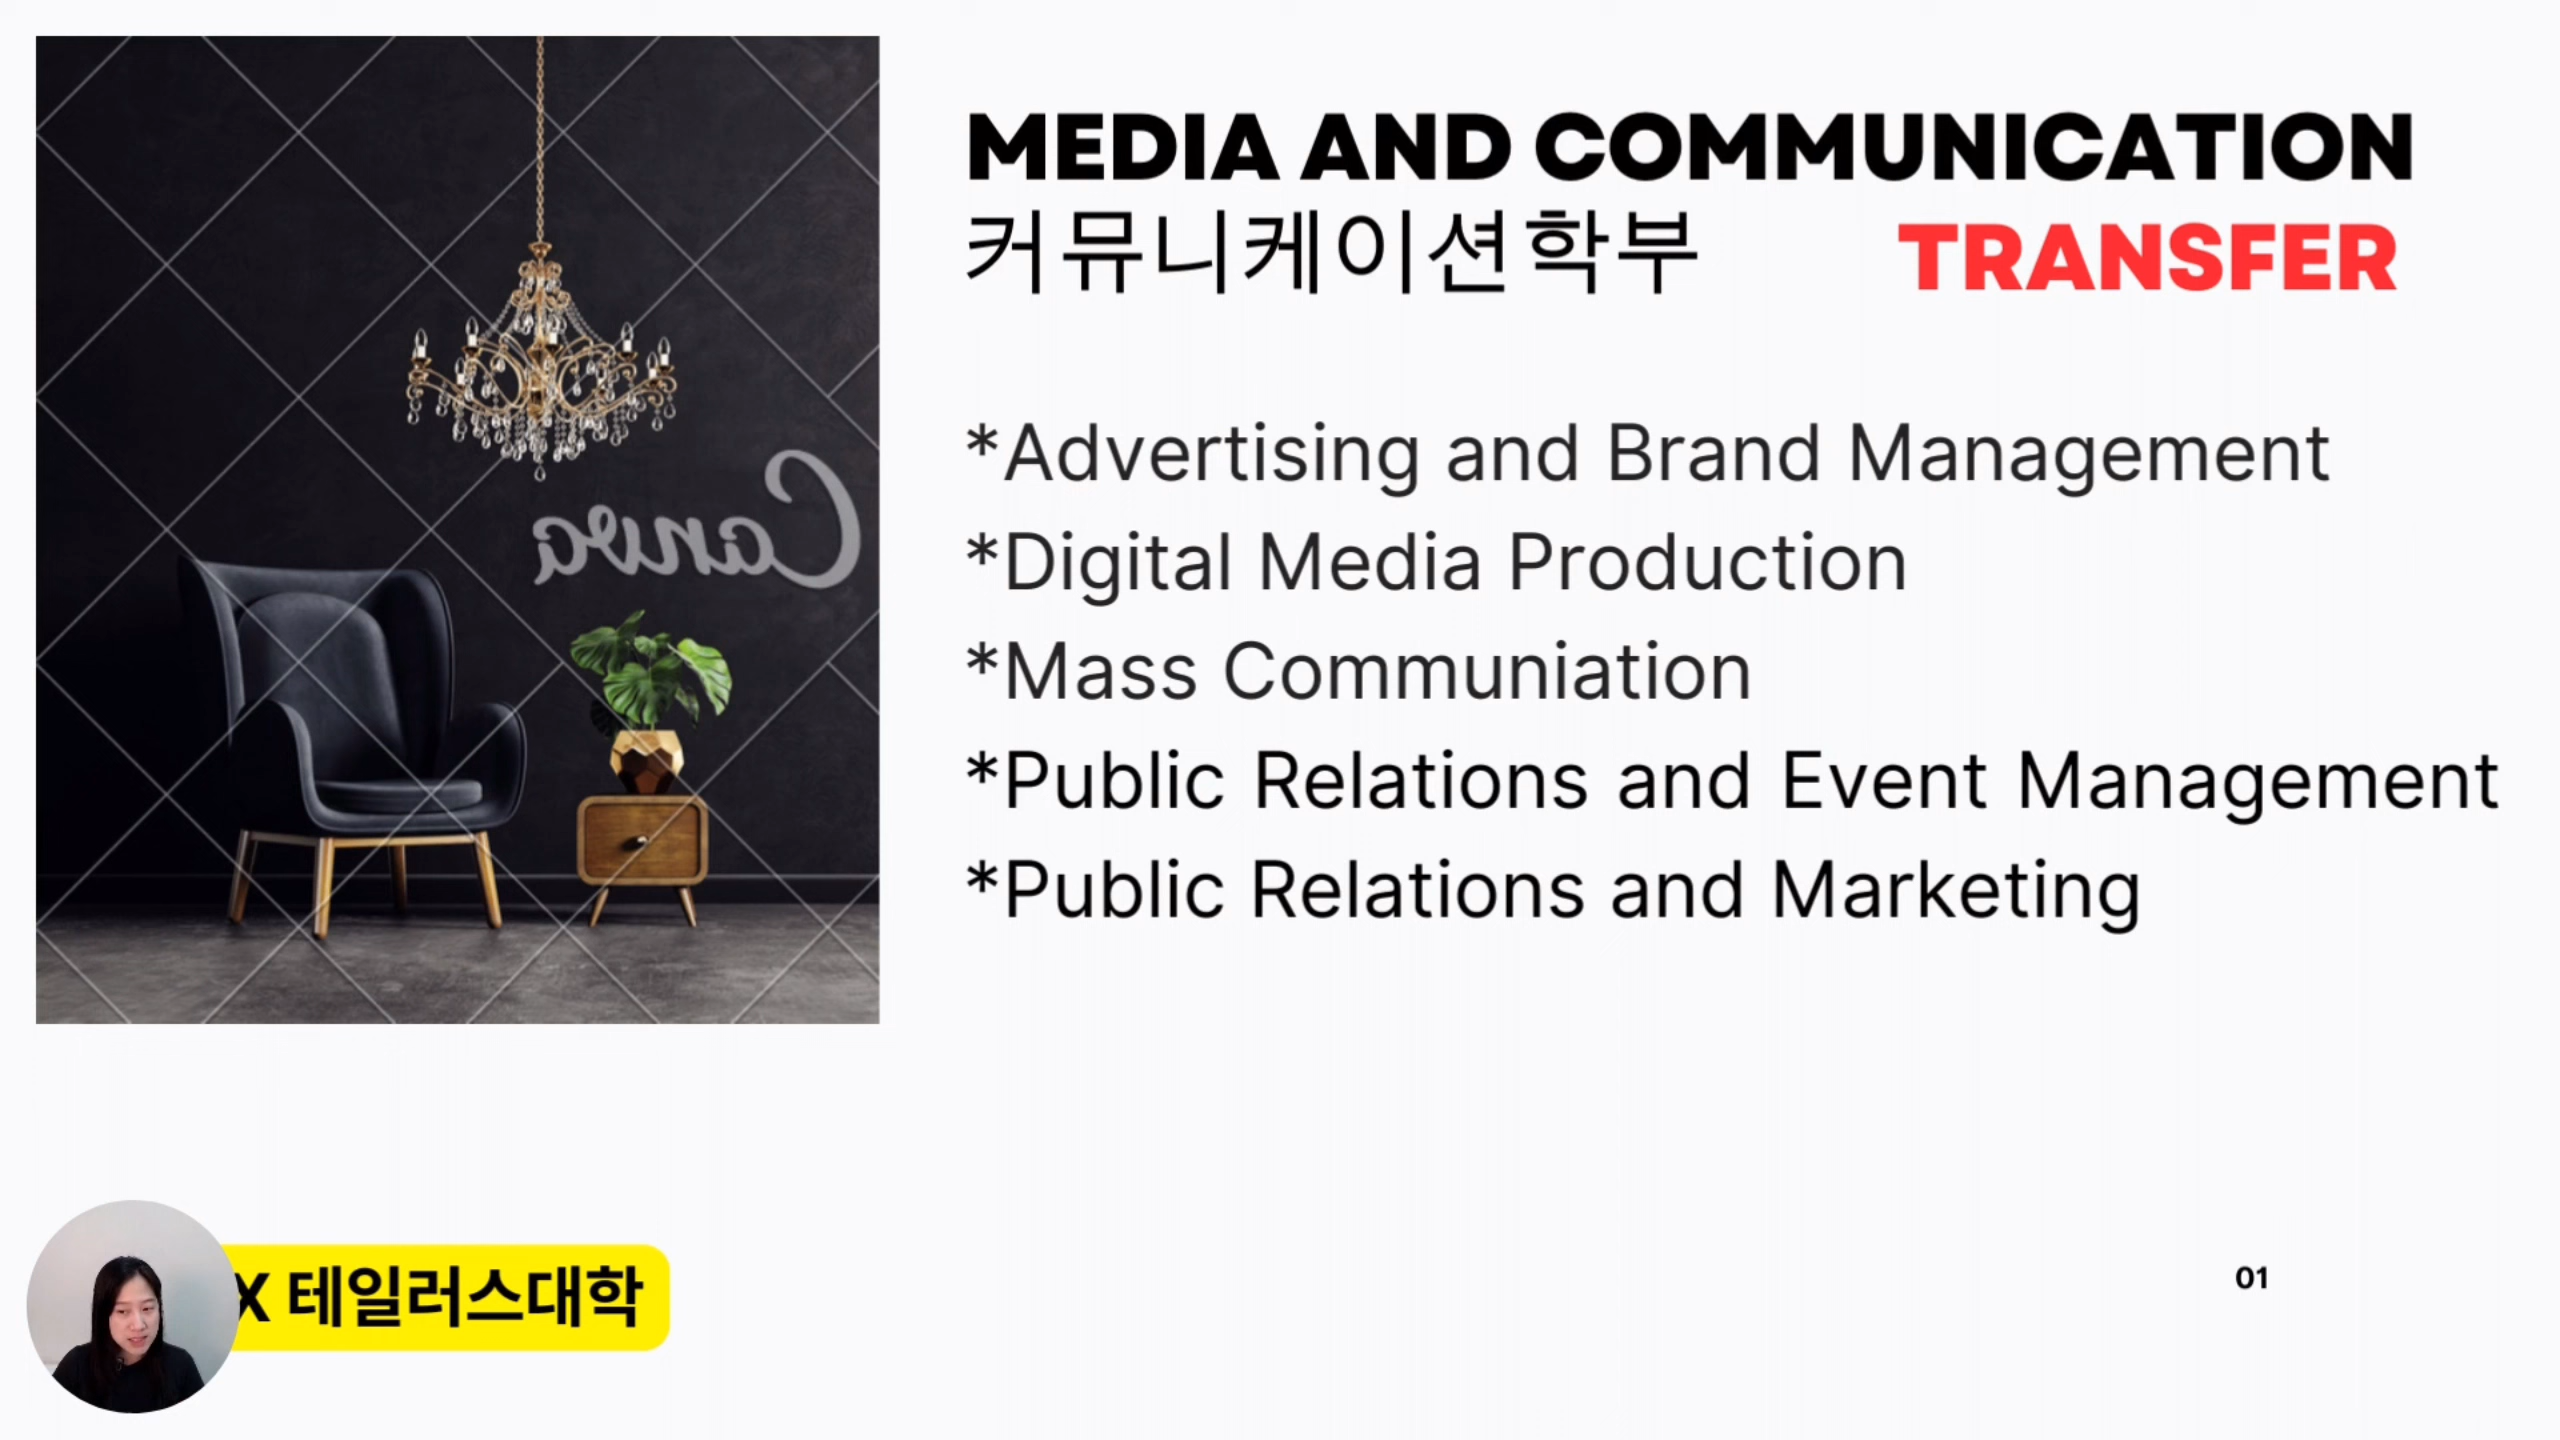 MEDIA AND COMMUNICATION
커뮤니케이션학부 TRANSFER
Canva
*Advertising and Brand Management
*Digital Media Production
*Mass Communiation
*Public Relations and Event Management
*Public Relations and Marketing
X 테일러스대학
01